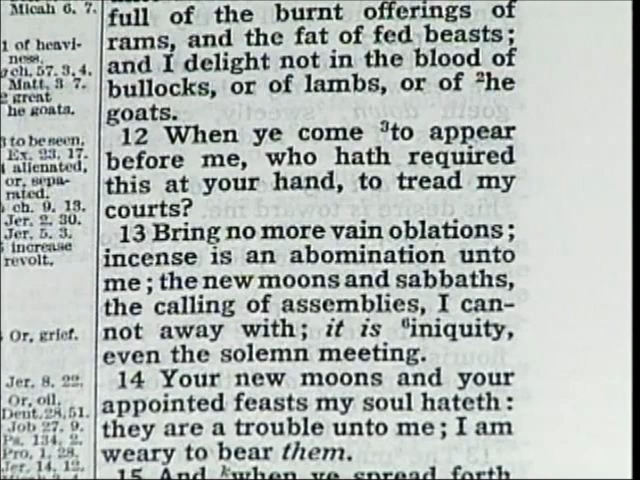 Micah 6. 7.
1 of heavi-
ness.
ch. 57. 3, 4.
Matt. 3 7.
2 great
he goats.
3 to be seen,
Ex. 23. 17.
4 alienated,
or, sepa-
rated.
ch. 9. 13.
Jer. 2. 30.
Jer. 5. 3.
5 increase
revolt.
6 Or, grief.
Jer. 8. 22.
Or, oil.
Deut. 28, 51.
Job 27. 9.
Ps. 134. 2.
Pro. 1. 28.
Jer. 14. 12.
full of the burnt offerings of
rams, and the fat of fed beasts;
and I delight not in the blood of
bullocks, or of lambs, or of ²he
goats.
12 When ye come ³to appear
before me, who hath required
this at your hand, to tread my
courts?
13 Bring no more vain oblations;
incense is an abomination unto
me; the new moons and sabbaths,
the calling of assemblies, I can-
not away with; it is ⁶iniquity,
even the solemn meeting.
14 Your new moons and your
appointed feasts my soul hateth:
they are a trouble unto me; I am
weary to bear them.
15 And ᵏwhen ye spread forth